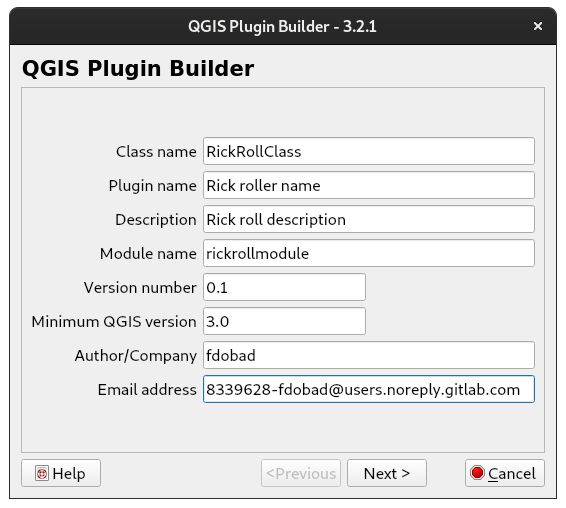 QGIS Plugin Builder - 3.2.1
QGIS Plugin Builder
Class name RickRollClass
Plugin name Rick roller name
Description Rick roll description
Module name rickrollmodule
Version number 0.1
Minimum QGIS version 3.0
Author/Company fdobad
Email address 8339628-fdobad@users.noreply.gitlab.com
Help <Previous Next > Cancel